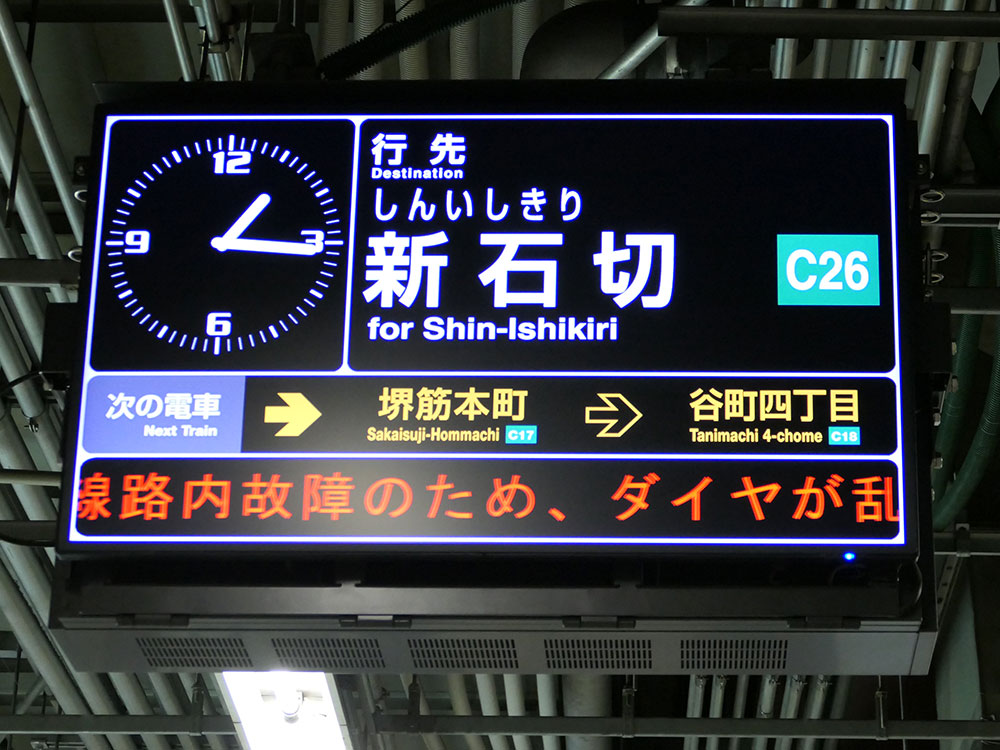 12
9 3
6
行先
Destination
しんいしきり
新石切
for Shin-Ishikiri
C26
次の電車
Next Train
堺筋本町
Sakaisuji-Hommachi C17
谷町四丁目
Tanimachi 4-chome C18
線路内故障のため、ダイヤが乱